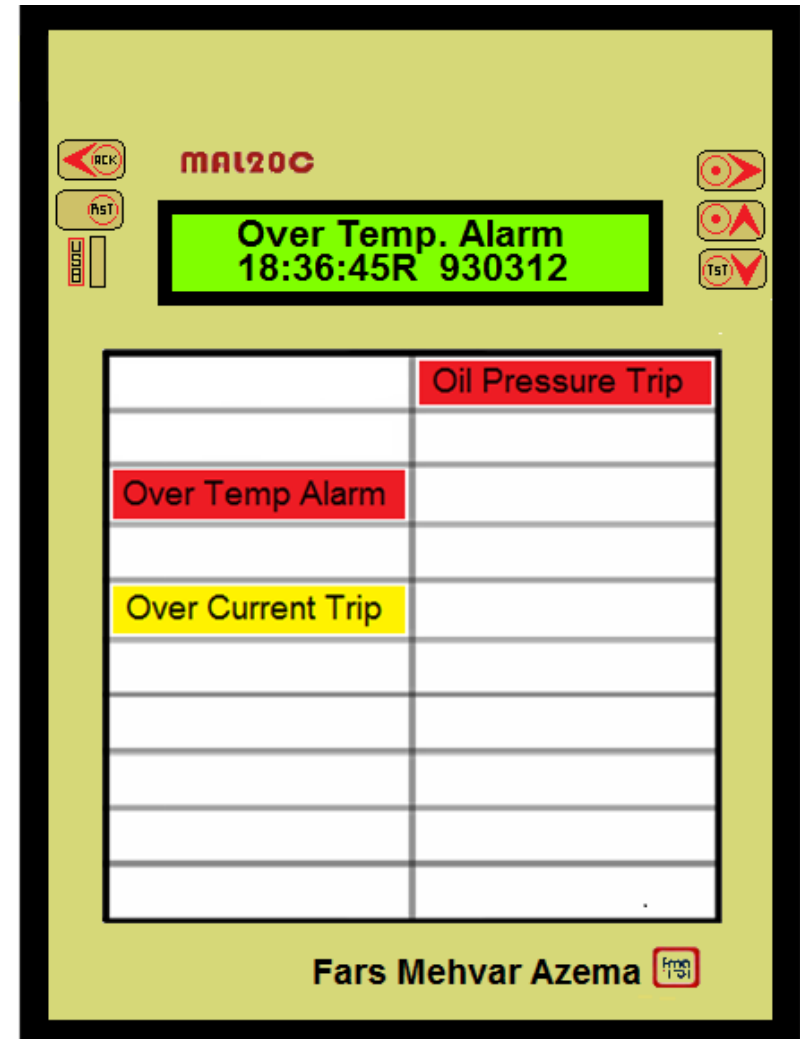 MAL20C
ACK
RST
USB
Over Temp. Alarm
18:36:45R 930312
TST
Oil Pressure Trip
Over Temp Alarm
Over Current Trip
Fars Mehvar Azema